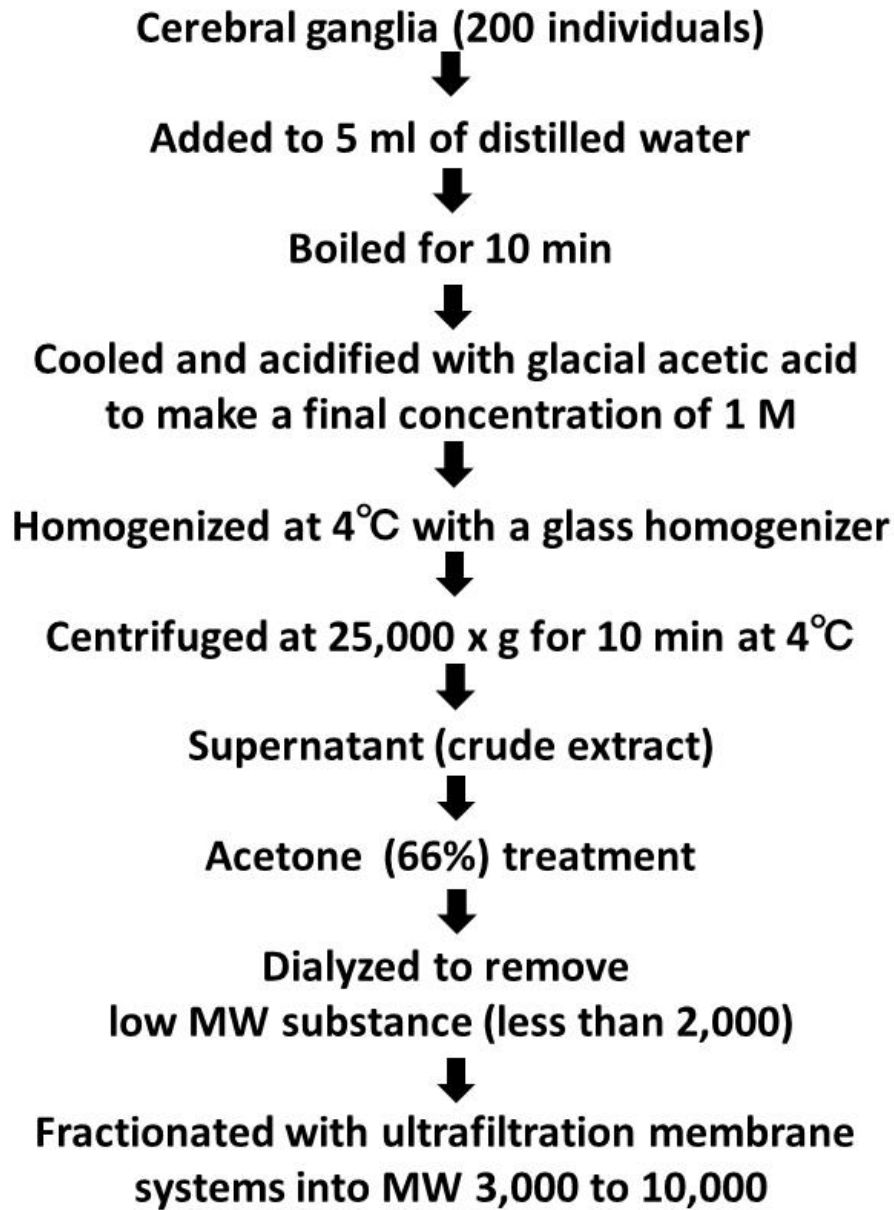 Cerebral ganglia (200 individuals)
Added to 5 ml of distilled water
Boiled for 10 min
Cooled and acidified with glacial acetic acid
to make a final concentration of 1 M
Homogenized at 4℃ with a glass homogenizer
Centrifuged at 25,000 x g for 10 min at 4℃
Supernatant (crude extract)
Acetone (66%) treatment
Dialyzed to remove
low MW substance (less than 2,000)
Fractionated with ultrafiltration membrane
systems into MW 3,000 to 10,000